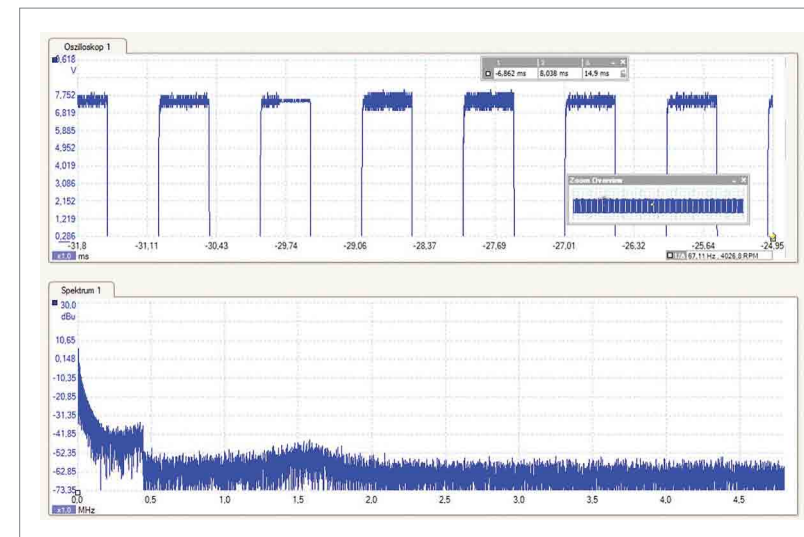 Oszilloskop 1
1 2 Δ
-6,862 ms 8,038 ms 14,9 ms
8,618
V
7,752
6,819
5,885
4,952
4,019
3,086
2,152
1,219
0,286
Zoom Overview
-31,8 -31,11 -30,43 -29,74 -29,06 -28,37 -27,69 -27,01 -26,32 -25,64 -24,95
x1.0 ms
1/Δ 67,11 Hz , 4026,8 RPM
Spektrum 1
30,0
dBu
10,65
0,148
-10,35
-20,85
-31,35
-41,85
-52,35
-62,85
-73,35
0,0 0,5 1,0 1,5 2,0 2,5 3,0 3,5 4,0 4,5
x1.0 MHz